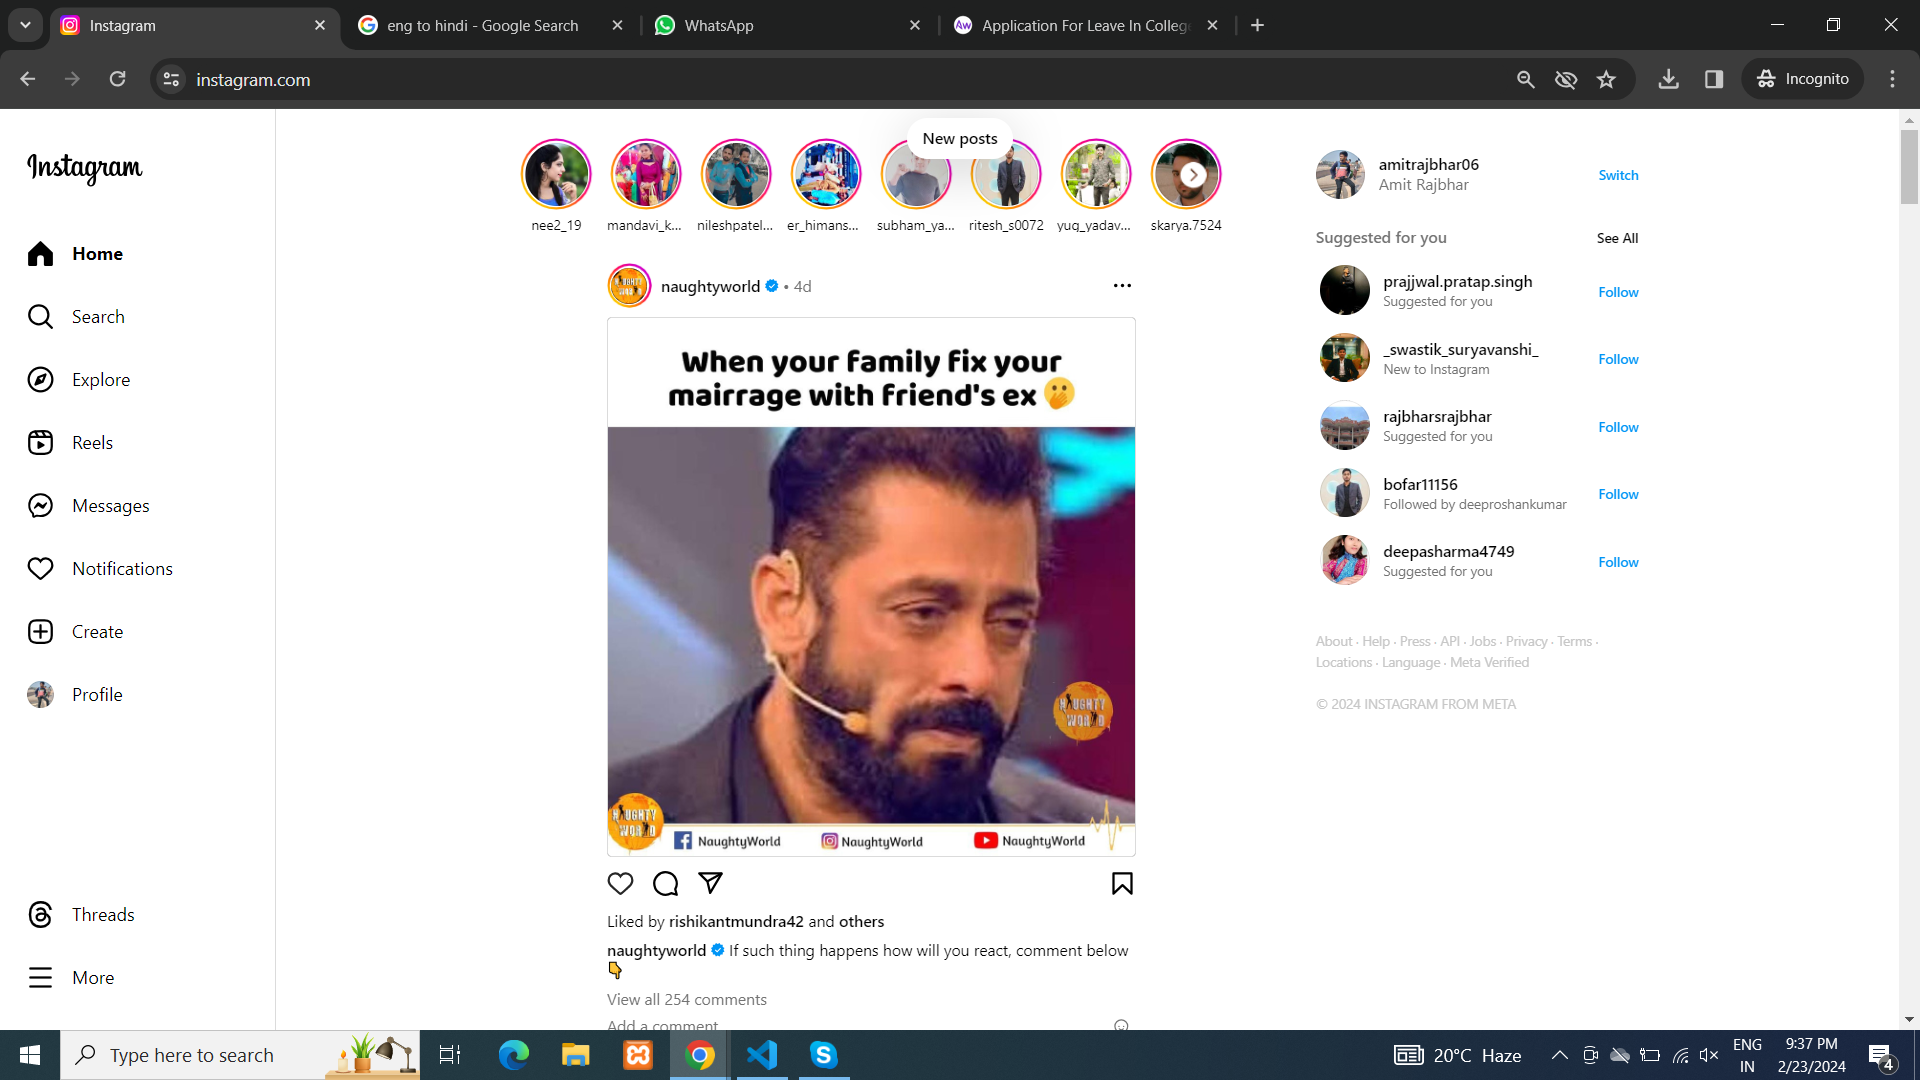 Instagram
eng to hindi - Google Search
WhatsApp
Application For Leave In Colleg
instagram.com
Incognito
Instagram
Home
Search
Explore
Reels
Messages
Notifications
Create
Profile
Threads
More
New posts
nee2_19
mandavi_k...
nileshpatel...
er_himans...
subham_ya...
ritesh_s0072
yuq_yadav...
skarya.7524
naughtyworld • 4d
When your family fix your
mairrage with friend's ex 🫢
NAUGHTY
WORLD
NAUGHTY
WORLD
NaughtyWorld
NaughtyWorld
NaughtyWorld
Liked by rishikantmundra42 and others
naughtyworld If such thing happens how will you react, comment below
👇
View all 254 comments
Add a comment
amitrajbhar06
Amit Rajbhar
Switch
Suggested for you
See All
prajjwal.pratap.singh
Suggested for you
Follow
_swastik_suryavanshi_
New to Instagram
Follow
rajbharsrajbhar
Suggested for you
Follow
bofar11156
Followed by deeproshankumar
Follow
deepasharma4749
Suggested for you
Follow
About · Help · Press · API · Jobs · Privacy · Terms ·
Locations · Language · Meta Verified
© 2024 INSTAGRAM FROM META
Type here to search
20°C Haze
ENG
IN
9:37 PM
2/23/2024
4